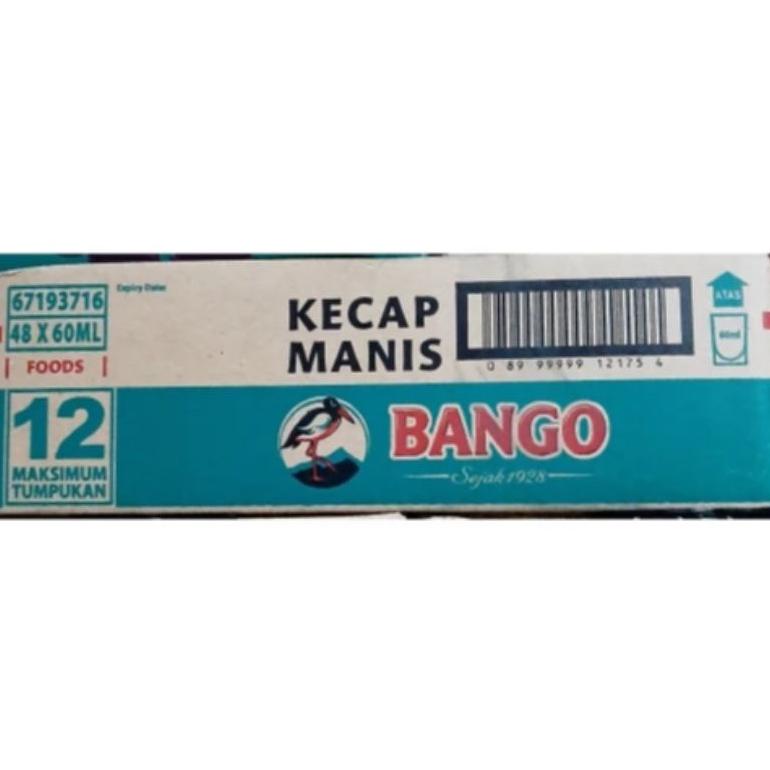 67193716
48 X 60ML
FOODS
Expiry Date:
KECAP
MANIS
0 89 99999 12175 4
ATAS
60ml
12
MAKSIMUM
TUMPUKAN
BANGO
Sejak 1928